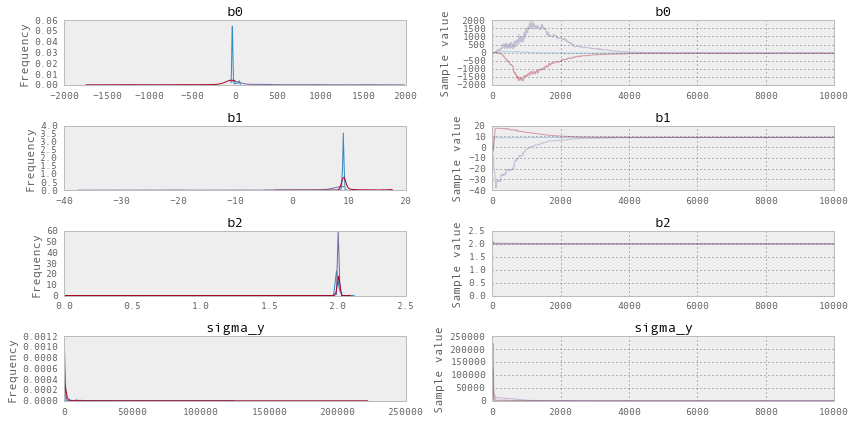 b0
Frequency
0.06
0.05
0.04
0.03
0.02
0.01
0.00
−2000 −1500 −1000 −500 0 500 1000 1500 2000
b0
Sample value
2000
1500
1000
500
0
−500
−1000
−1500
−2000
0 2000 4000 6000 8000 10000
b1
Frequency
4.0
3.5
3.0
2.5
2.0
1.5
1.0
0.5
0.0
−40 −30 −20 −10 0 10 20
b1
Sample value
20
10
0
−10
−20
−30
−40
0 2000 4000 6000 8000 10000
b2
Frequency
60
50
40
30
20
10
0
0.0 0.5 1.0 1.5 2.0 2.5
b2
Sample value
2.5
2.0
1.5
1.0
0.5
0.0
0 2000 4000 6000 8000 10000
sigma_y
Frequency
0.0012
0.0010
0.0008
0.0006
0.0004
0.0002
0.0000
0 50000 100000 150000 200000 250000
sigma_y
Sample value
250000
200000
150000
100000
50000
0
0 2000 4000 6000 8000 10000